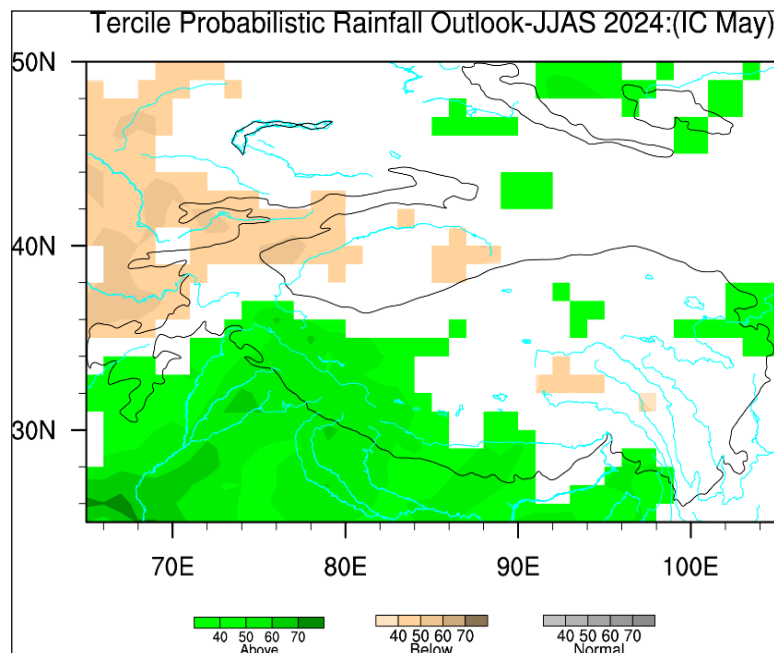 Tercile Probabilistic Rainfall Outlook-JJAS 2024:(IC May)
50N
40N
30N
70E 80E 90E 100E
40 50 60 70 40 50 60 70 40 50 60 70
Above Below Normal